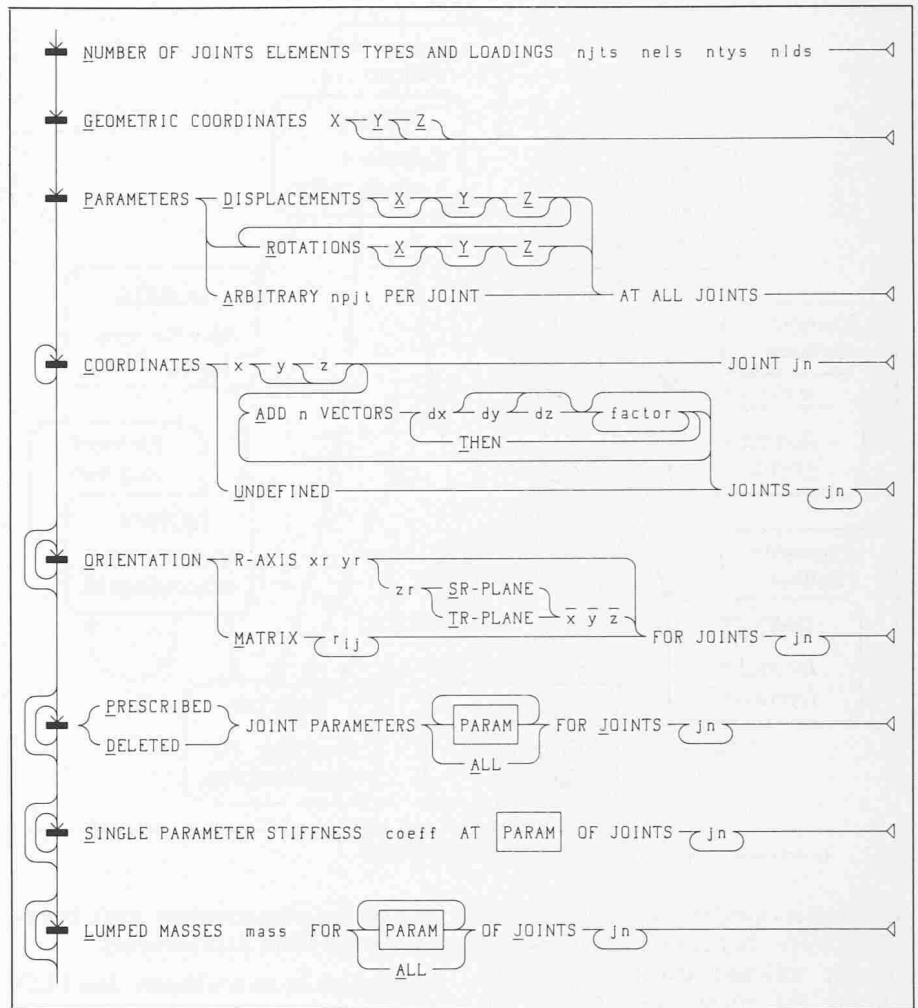 NUMBER OF JOINTS ELEMENTS TYPES AND LOADINGS njts nels ntys nlds
GEOMETRIC COORDINATES X Y Z
PARAMETERS DISPLACEMENTS X Y Z
ROTATIONS X Y Z
ARBITRARY npjt PER JOINT AT ALL JOINTS
COORDINATES x y z JOINT jn
ADD n VECTORS dx dy dz factor
THEN
UNDEFINED JOINTS jn
ORIENTATION R-AXIS xr yr
zr SR-PLANE
TR-PLANE x̅ y̅ z̅
MATRIX rij FOR JOINTS jn
PRESCRIBED
DELETED JOINT PARAMETERS PARAM FOR JOINTS jn
ALL
SINGLE PARAMETER STIFFNESS coeff AT PARAM OF JOINTS jn
LUMPED MASSES mass FOR PARAM OF JOINTS jn
ALL